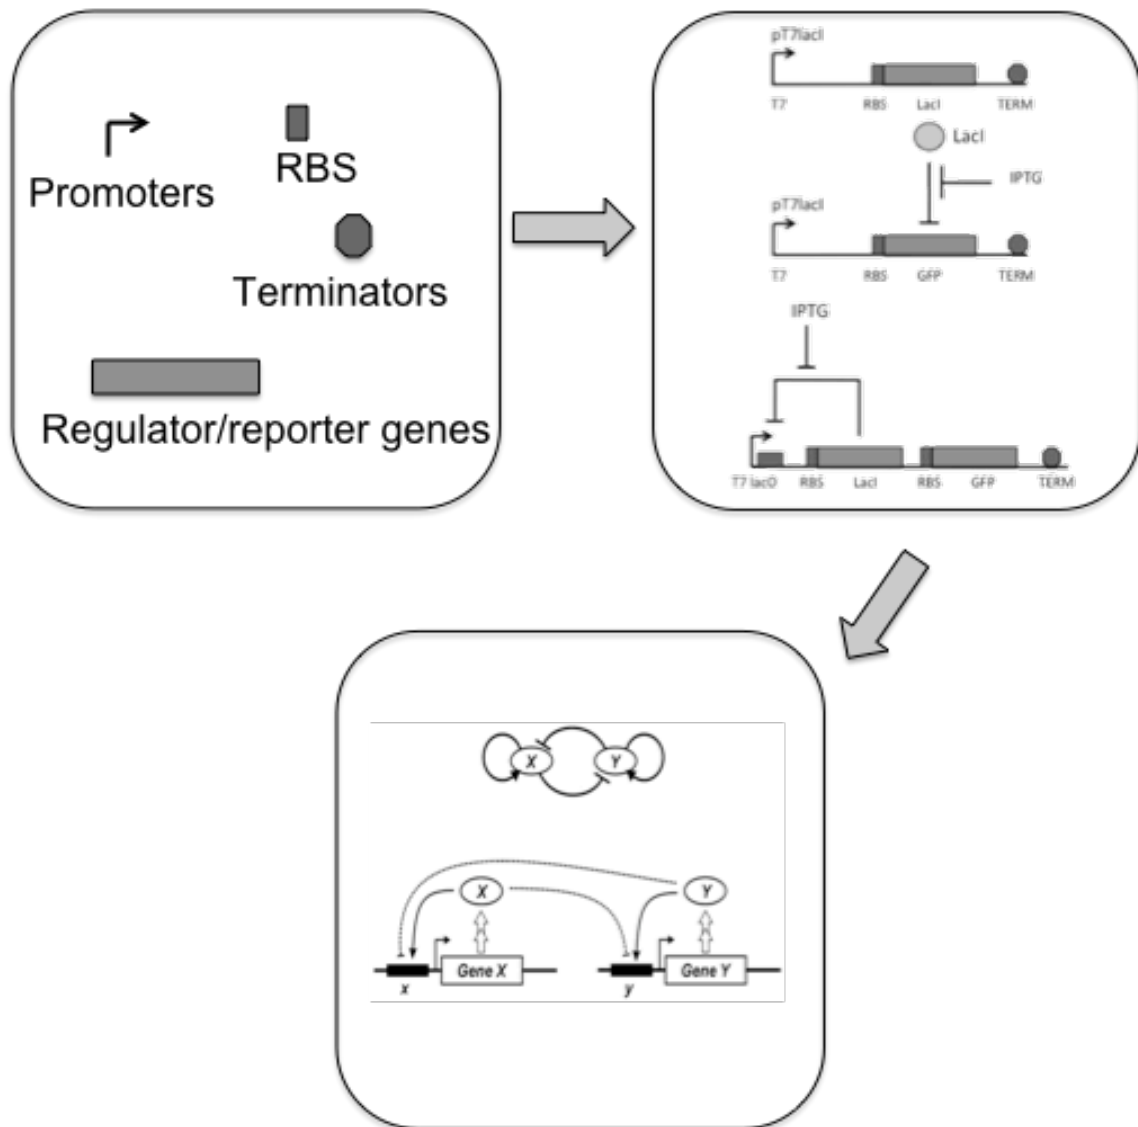 Promoters
RBS
Terminators
Regulator/reporter genes
pT7lacI
T7 RBS LacI TERM
LacI
IPTG
pT7lacI
T7 RBS GFP TERM
IPTG
T7 lacO RBS LacI RBS GFP TERM
X Y
X Y
Gene X Gene Y
x y